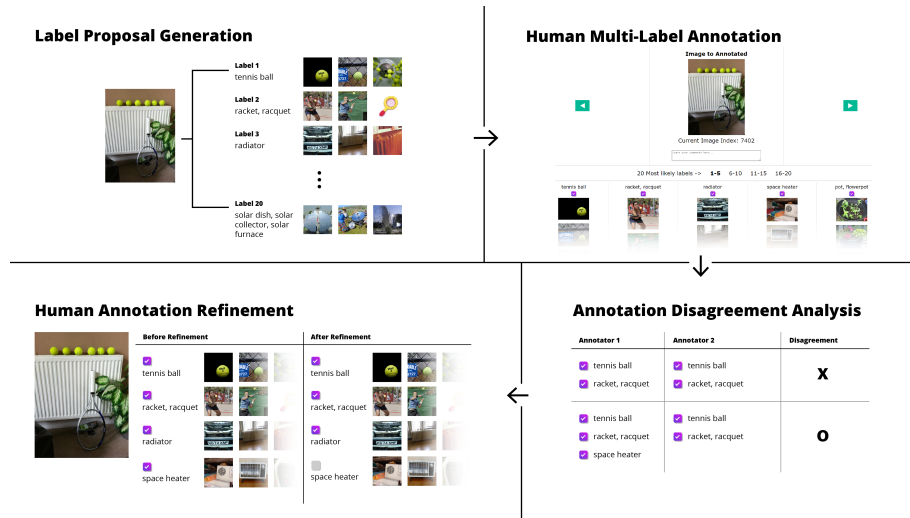 Label Proposal Generation
Label 1
tennis ball
Label 2
racket, racquet
Label 3
radiator
Label 20
solar dish, solar
collector, solar
furnace
Human Multi-Label Annotation
Image to Annotated
Current Image Index: 7402
20 Most likely labels -> 1-5 6-10 11-15 16-20
tennis ball racket, racquet radiator space heater pot, flowerpot
Human Annotation Refinement
Before Refinement After Refinement
tennis ball tennis ball
racket, racquet racket, racquet
radiator radiator
space heater space heater
Annotation Disagreement Analysis
Annotator 1 Annotator 2 Disagreement
tennis ball tennis ball
X
racket, racquet racket, racquet
tennis ball tennis ball
racket, racquet racket, racquet O
space heater